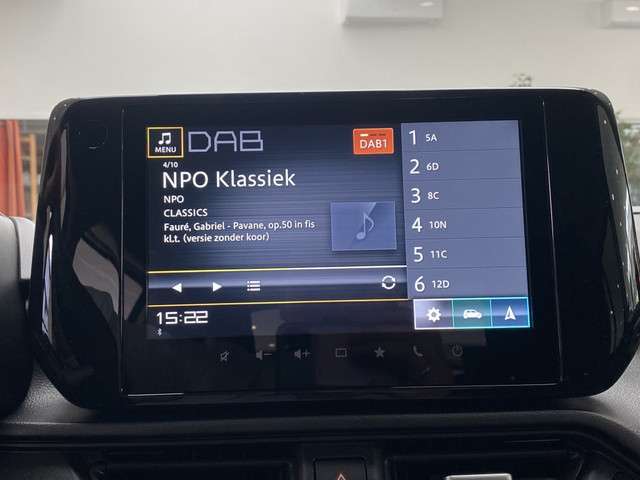 MENU
DAB
DAB1
4/10
NPO Klassiek
NPO
CLASSICS
Fauré, Gabriel - Pavane, op.50 in fis
kl.t. (versie zonder koor)
1 5A
2 6D
3 8C
4 10N
5 11C
6 12D
15:22